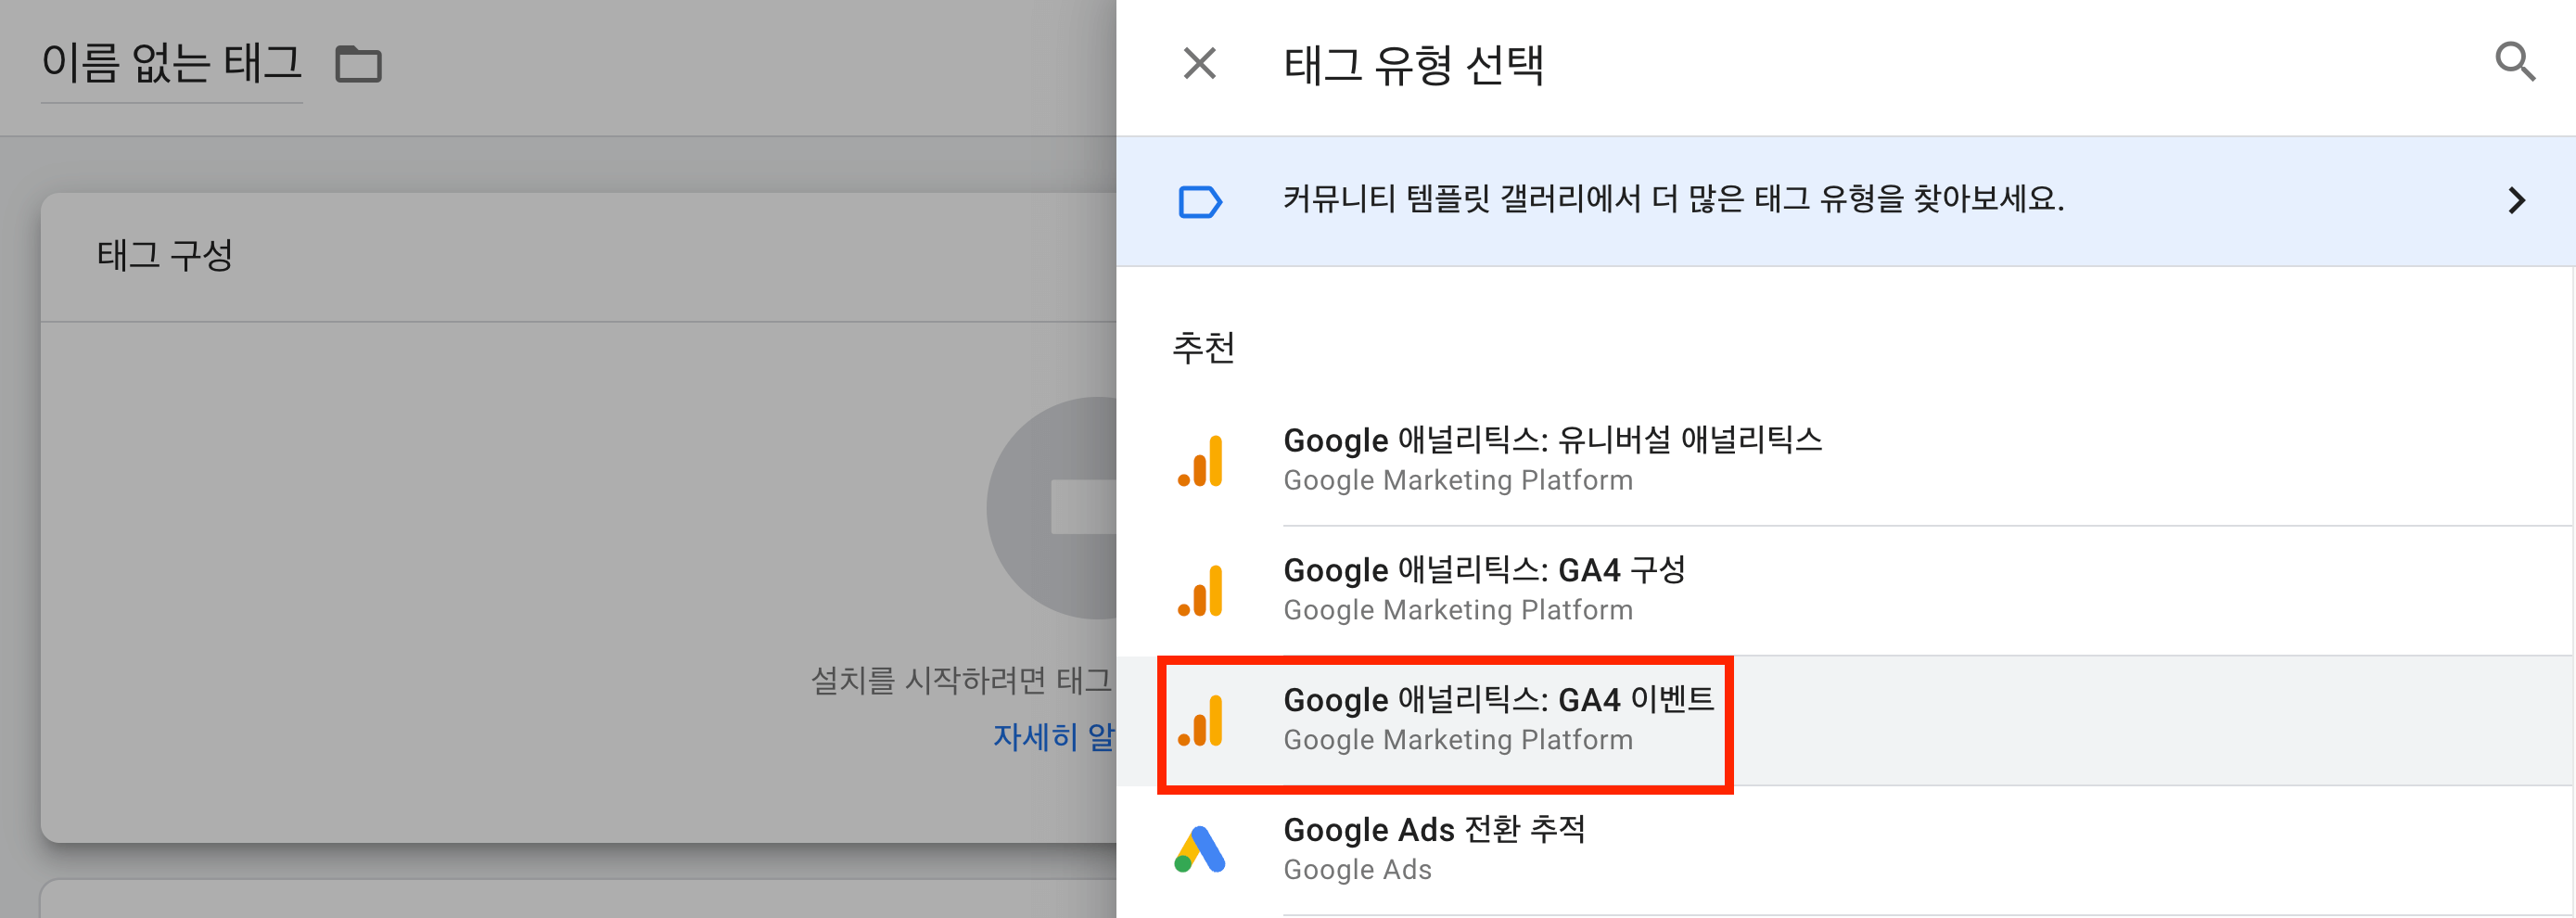 이름 없는 태그
태그 구성
설치를 시작하려면 태그
자세히 알
태그 유형 선택
커뮤니티 템플릿 갤러리에서 더 많은 태그 유형을 찾아보세요.
추천
Google 애널리틱스: 유니버설 애널리틱스
Google Marketing Platform
Google 애널리틱스: GA4 구성
Google Marketing Platform
Google 애널리틱스: GA4 이벤트
Google Marketing Platform
Google Ads 전환 추적
Google Ads